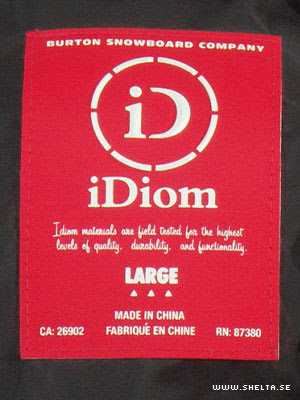 BURTON SNOWBOARD COMPANY
iD
iDiom
Idiom materials are field tested for the highest
levels of quality, durability, and functionality.
LARGE
MADE IN CHINA
CA: 26902 FABRIQUÉ EN CHINE RN: 87380
WWW.SHELTA.SE